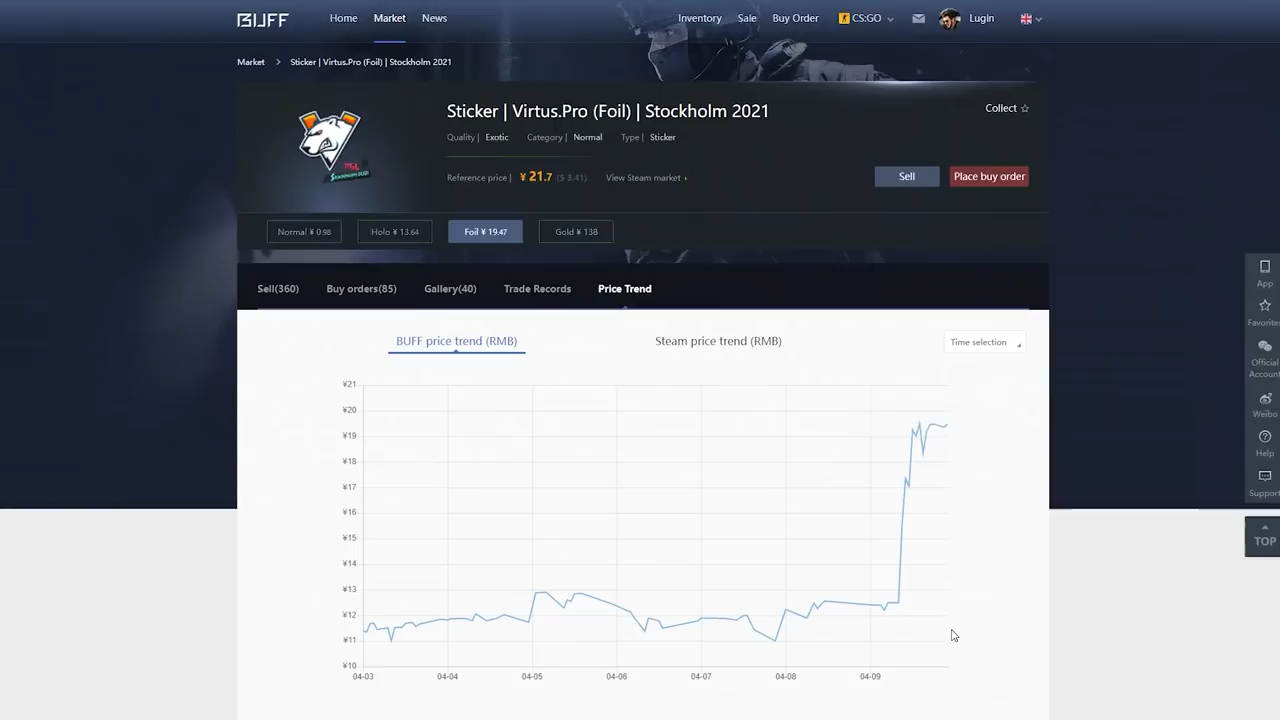 BUFF Home Market News Inventory Sale Buy Order CS:GO Lugin
Market > Sticker | Virtus.Pro (Foil) | Stockholm 2021
Sticker | Virtus.Pro (Foil) | Stockholm 2021
Collect ☆
Quality | Exotic Category | Normal Type | Sticker
Reference price | ¥ 21.7 ($ 3.41) View Steam market
Sell
Place buy order
STOCKHOLM 2021
Normal ¥ 0.98 Holo ¥ 13.64 Foil ¥ 19.47 Gold ¥ 138
Sell(360) Buy orders(85) Gallery(40) Trade Records Price Trend
BUFF price trend (RMB) Steam price trend (RMB) Time selection
¥21
¥20
¥19
¥18
¥17
¥16
¥15
¥14
¥13
¥12
¥11
¥10
04-03 04-04 04-05 04-06 04-07 04-08 04-09
App
Favorites
Official
Account
Weibo
Help
Support
TOP